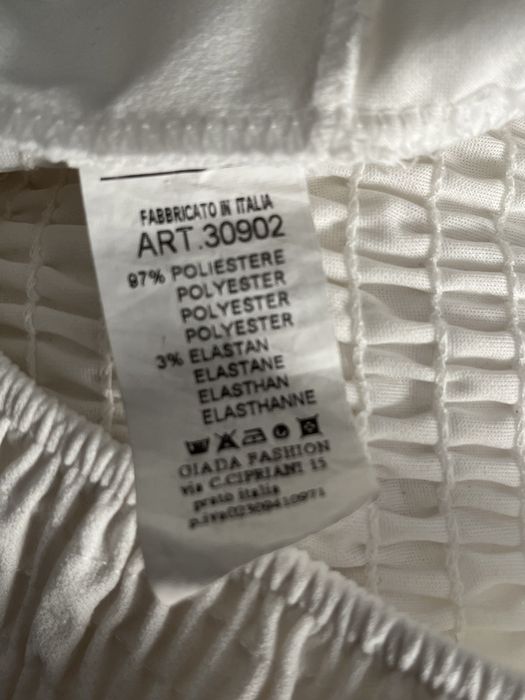 FABBRICATO IN ITALIA
ART.30902
97% POLIESTERE
POLYESTER
POLYESTER
POLYESTER
3% ELASTAN
ELASTANE
ELASTHAN
ELASTHANNE
GIADA FASHION
via C.CIPRIANI 15
prato italia